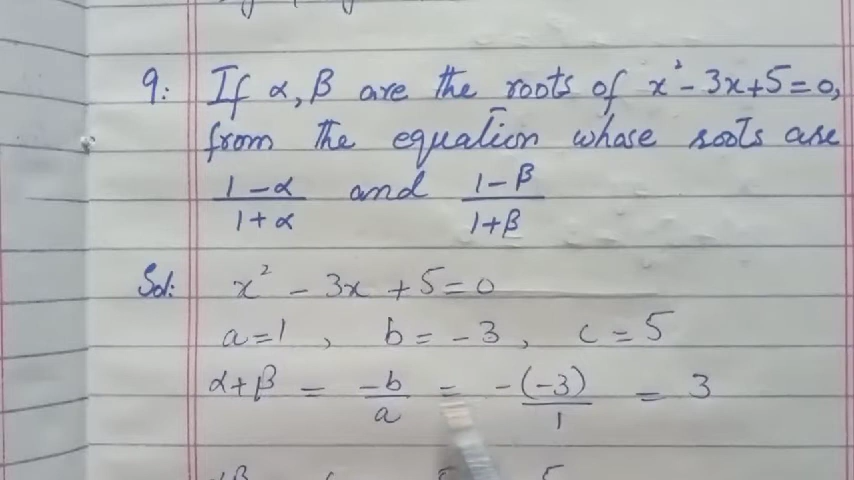 9: If α, β are the roots of x² - 3x + 5 = 0,
from the equation whose roots are
(1 - α)/(1 + α) and (1 - β)/(1 + β)
Sol: x² - 3x + 5 = 0
a = 1 , b = -3 , c = 5
α + β = -b/a = -(-3)/1 = 3